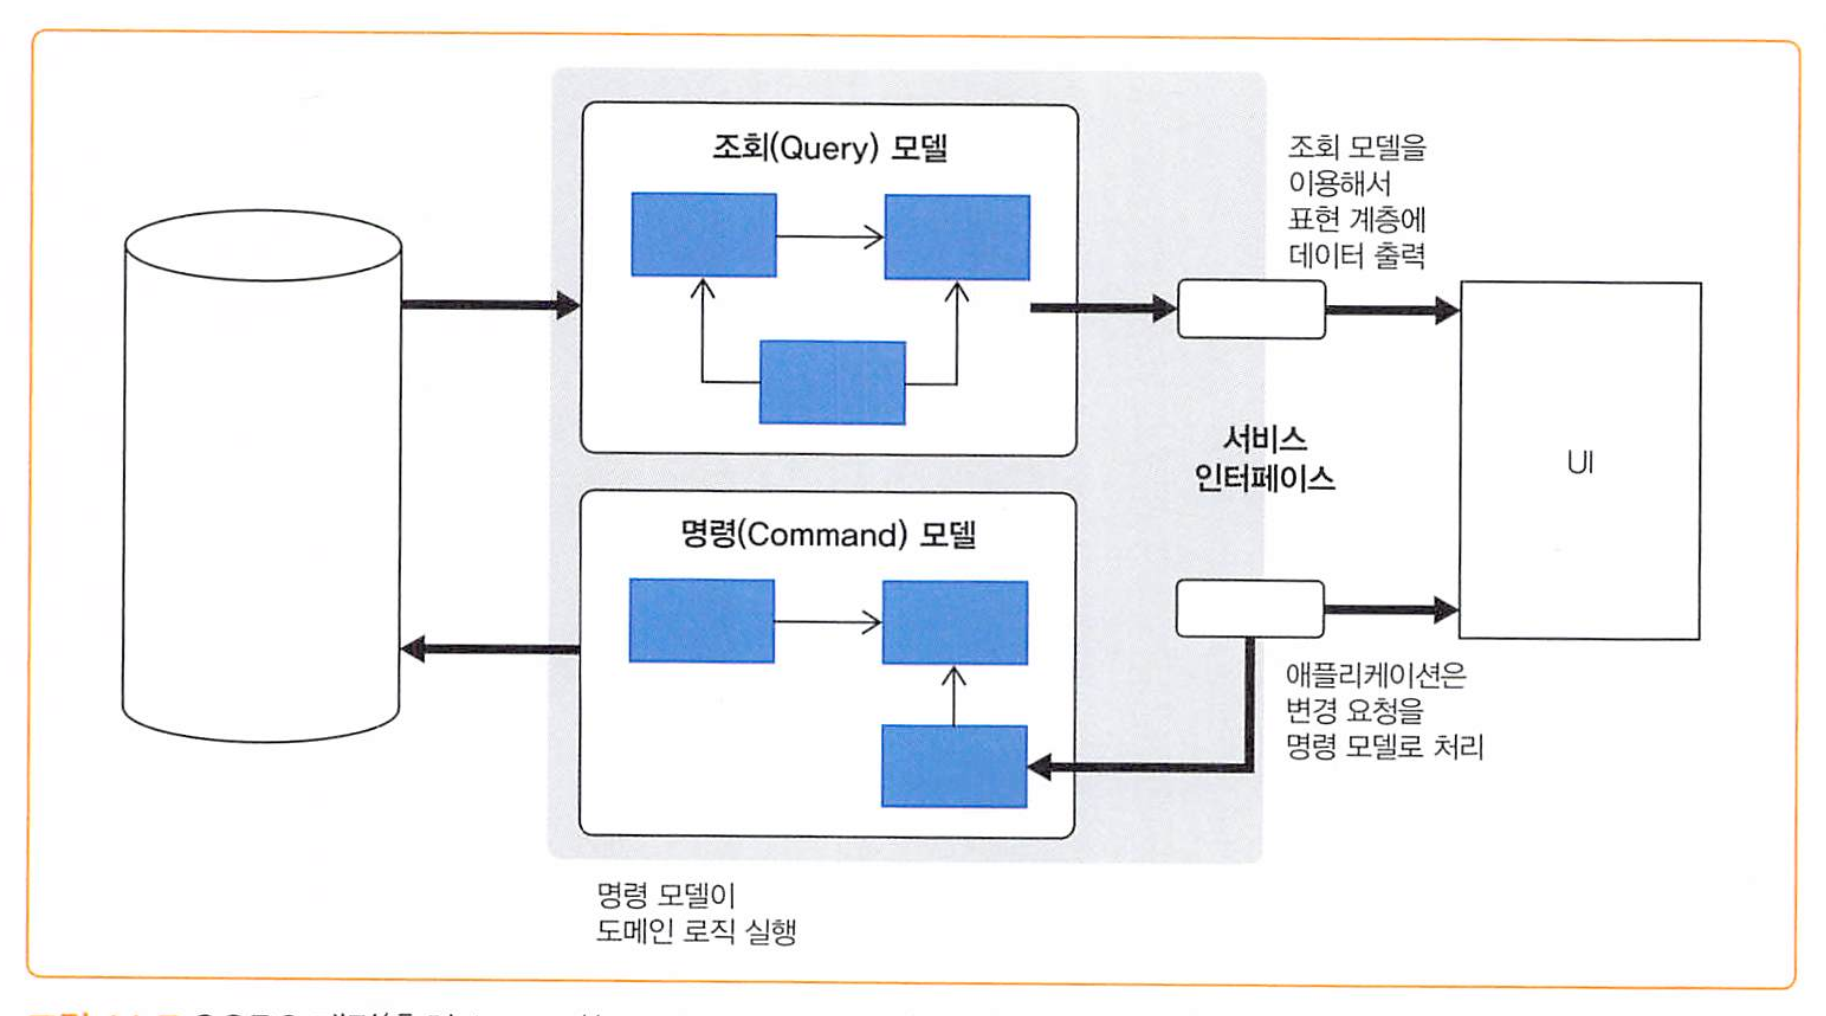 조회(Query) 모델
조회 모델을
이용해서
표현 계층에
데이터 출력
서비스
인터페이스
UI
명령(Command) 모델
애플리케이션은
변경 요청을
명령 모델로 처리
명령 모델이
도메인 로직 실행